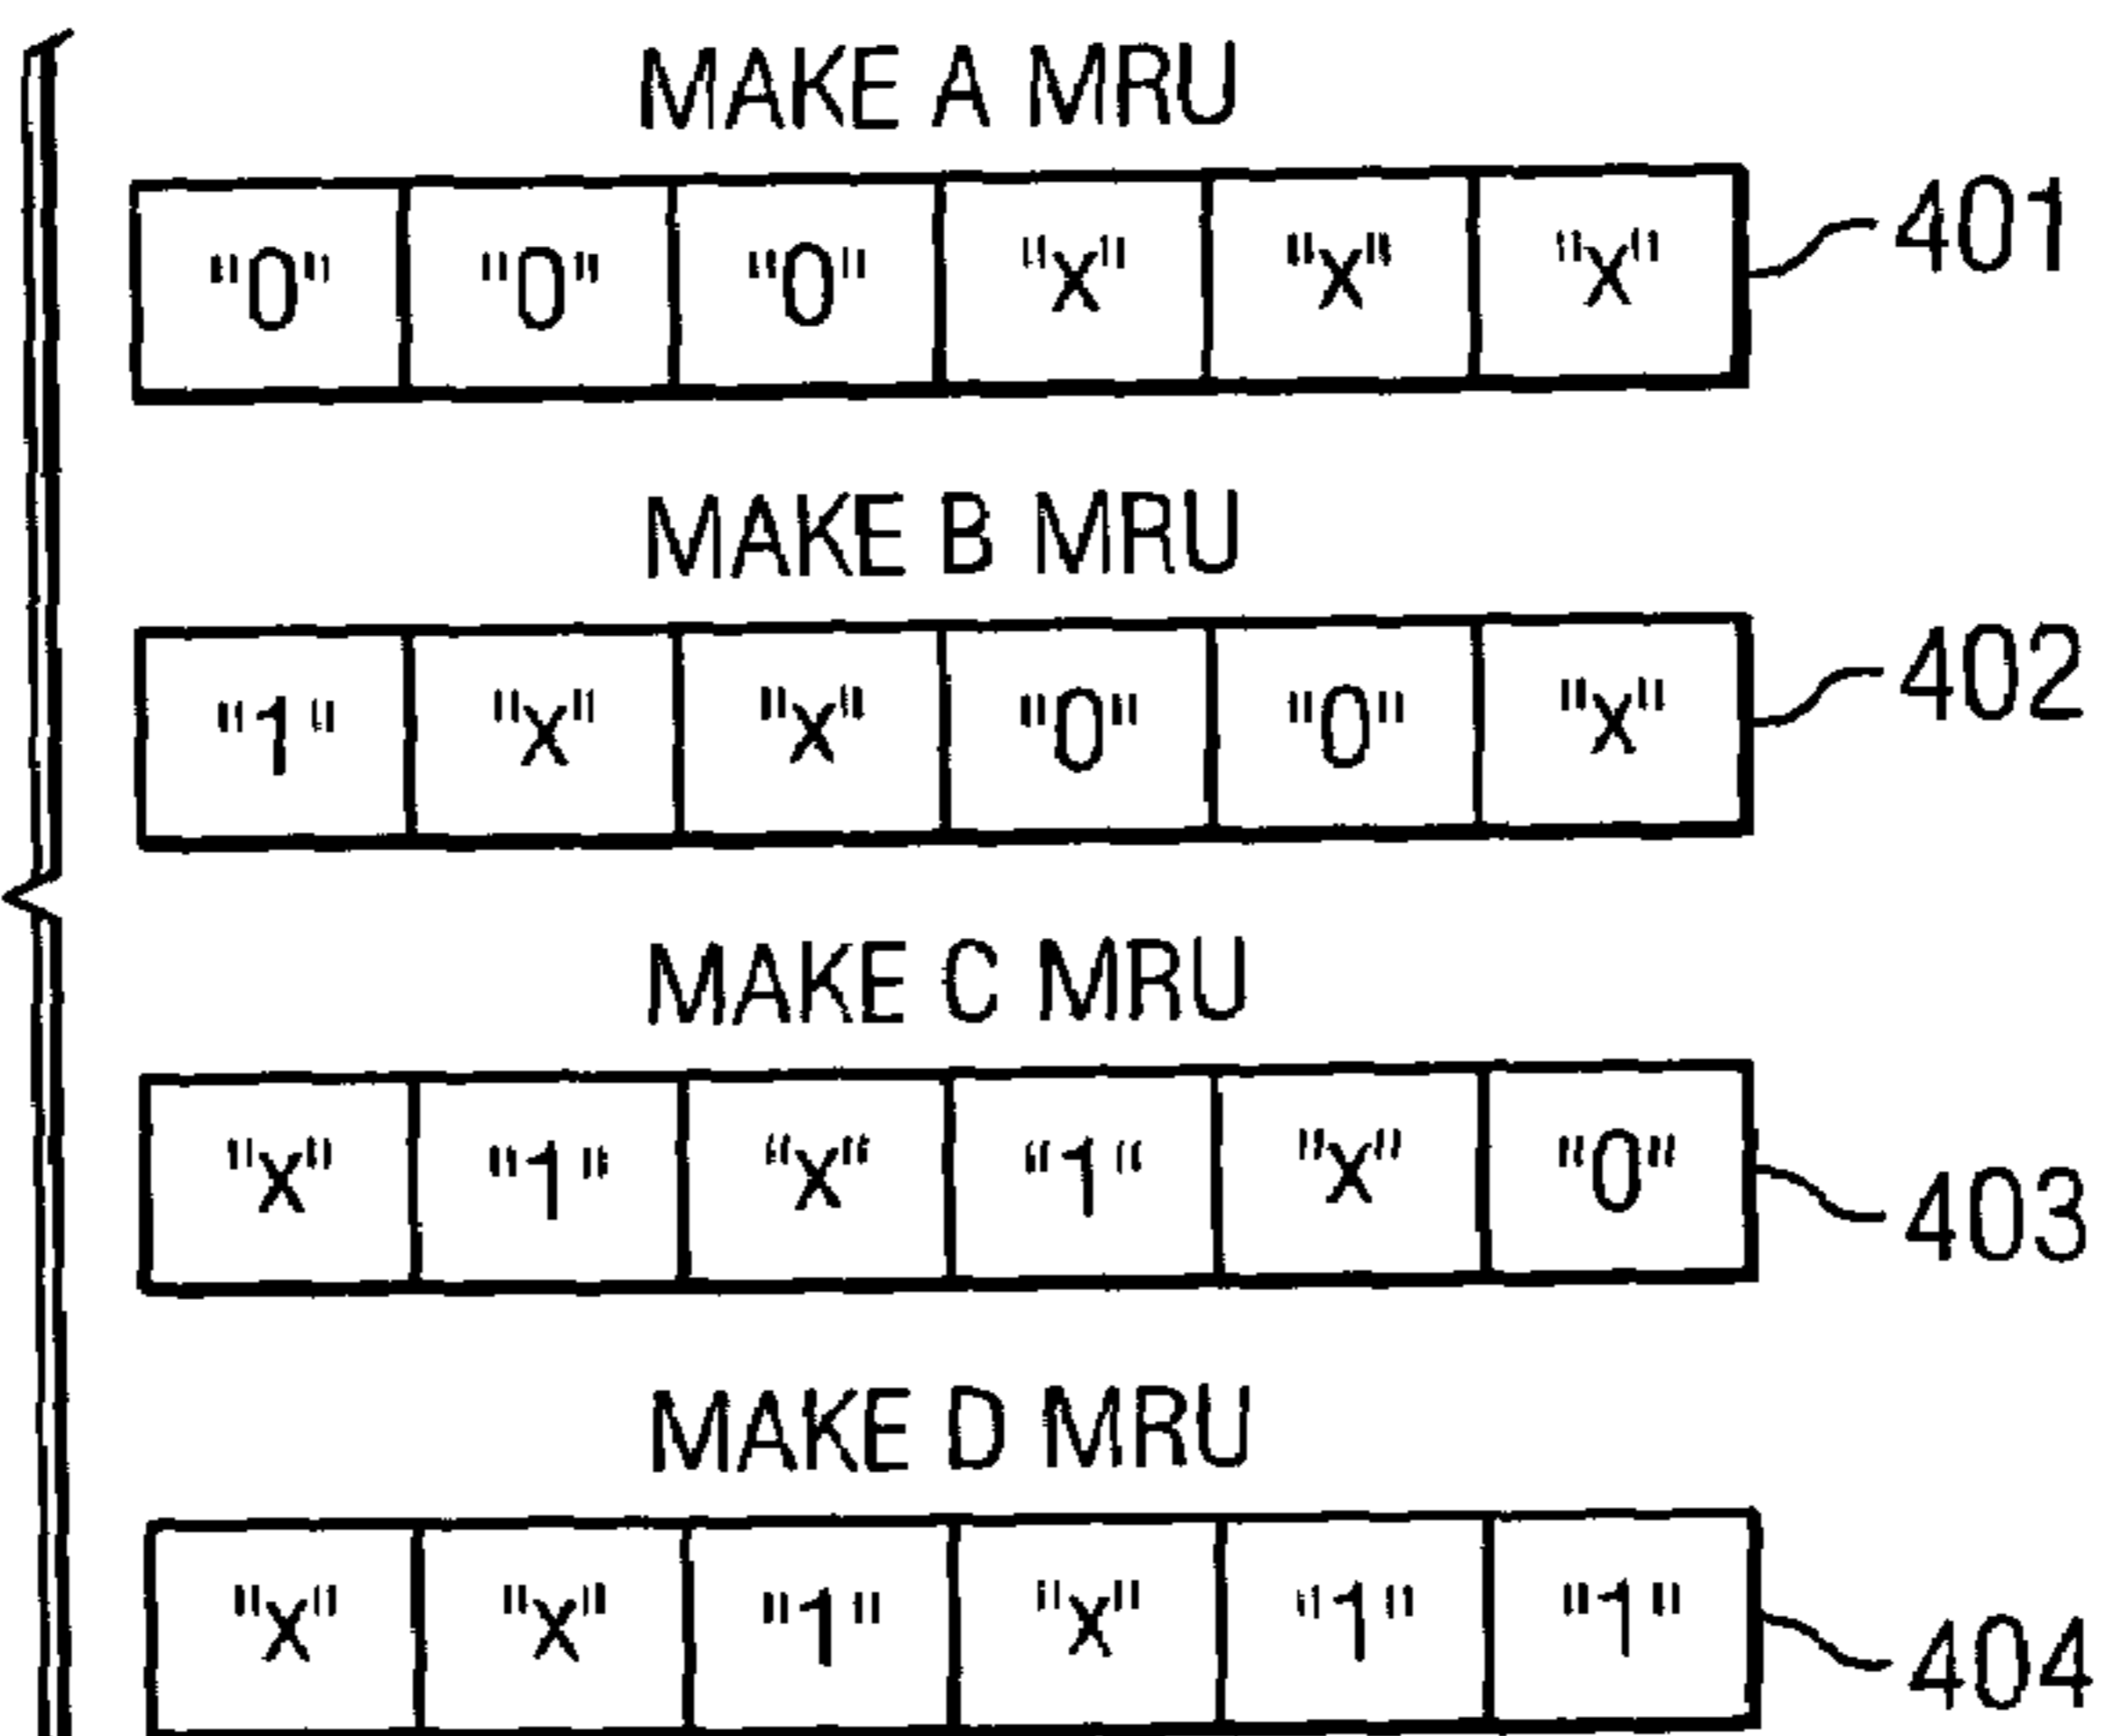 MAKE A MRU
"0" "0" "0" "x" "x" "x" 401
MAKE B MRU
"1" "x" "x" "0" "0" "x" 402
MAKE C MRU
"x" "1" "x" "1" "x" "0" 403
MAKE D MRU
"x" "x" "1" "x" "1" "1" 404